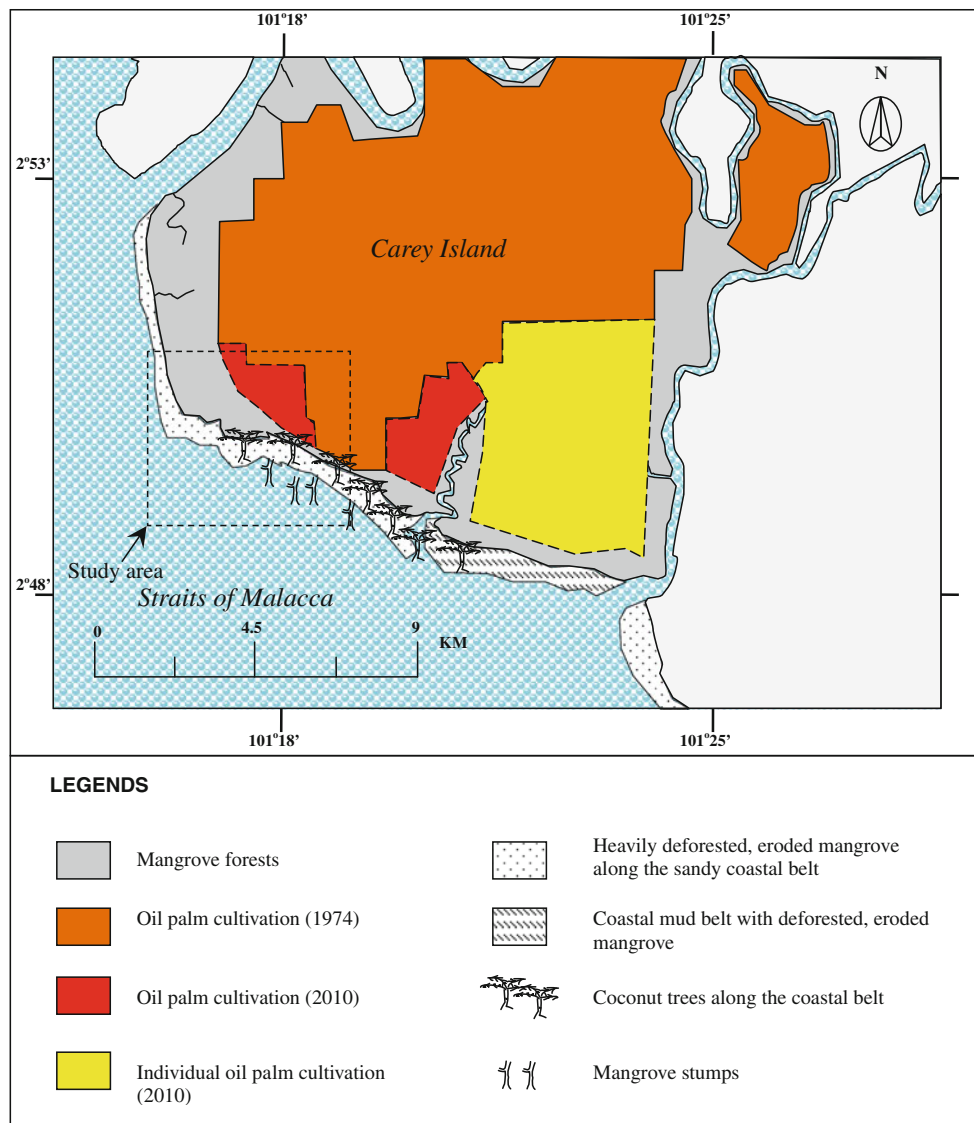 101°18’
101°25’
N
2°53’
Carey Island
Study area
2°48’
Straits of Malacca
0
4.5
9
KM
101°18’
101°25’
LEGENDS
Mangrove forests
Oil palm cultivation (1974)
Oil palm cultivation (2010)
Individual oil palm cultivation
(2010)
Heavily deforested, eroded mangrove
along the sandy coastal belt
Coastal mud belt with deforested, eroded
mangrove
Coconut trees along the coastal belt
Mangrove stumps